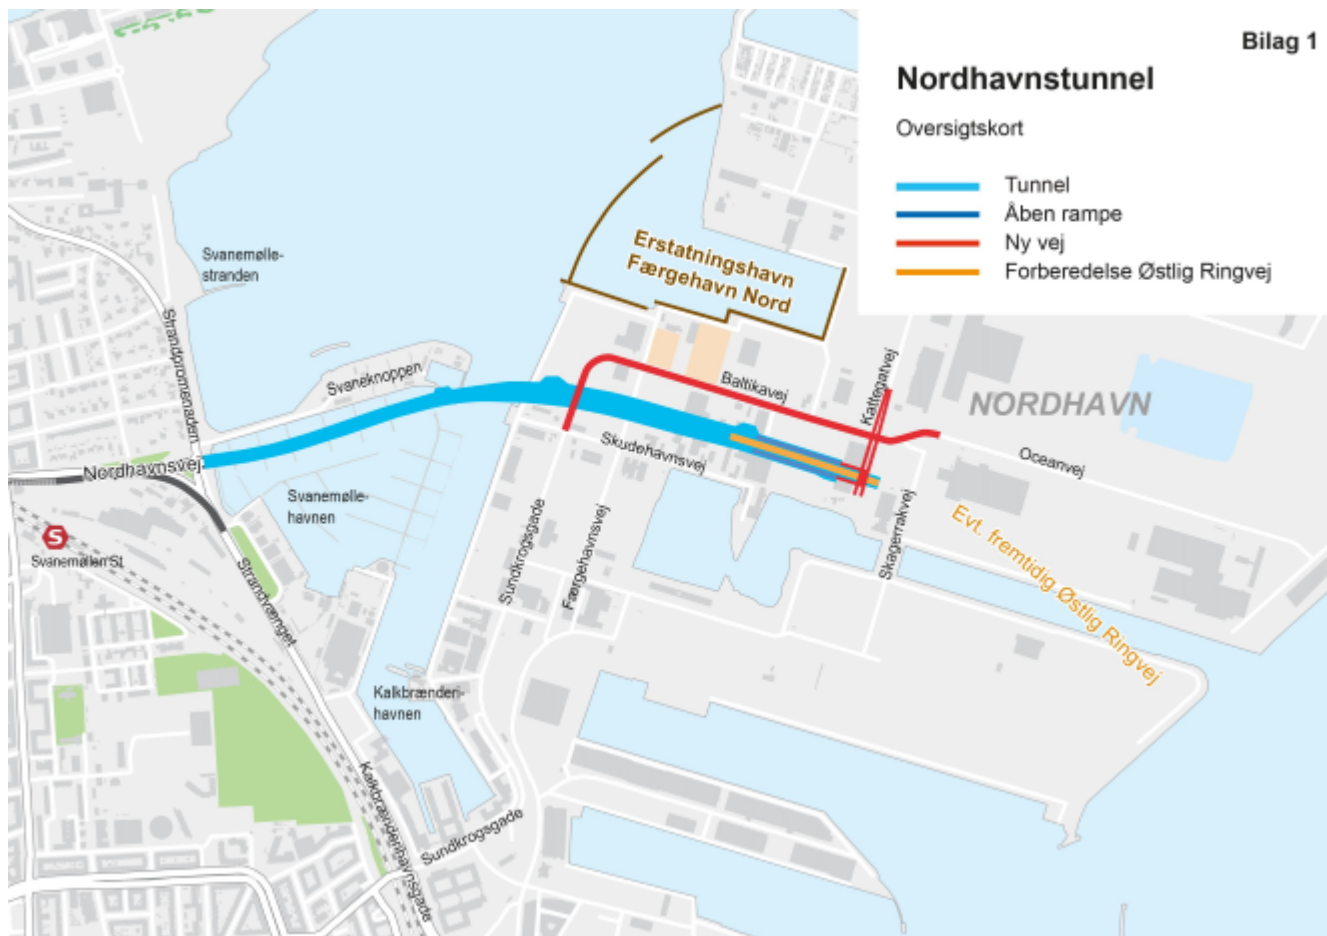 Bilag 1
Nordhavnstunnel
Oversigtskort
Tunnel
Åben rampe
Ny vej
Forberedelse Østlig Ringvej
Erstatningshavn
Færgehavn Nord
Svanemølle-
stranden
Strandpromenaden
Svaneknoppen
Baltikavej
Kattegatvej
NORDHAVN
Oceanvej
Skudehavnsvej
Nordhavnsvej
Svanemølle-
havnen
S
Svanemøllen St
Strandvænget
Sundkrogsgade
Færgehavnsvej
Skagerrakvej
Evt. fremtidig Østlig Ringvej
Kalkbrænderi-
havnen
Kalkbrænderihavnsgade
Sundkrogsgade